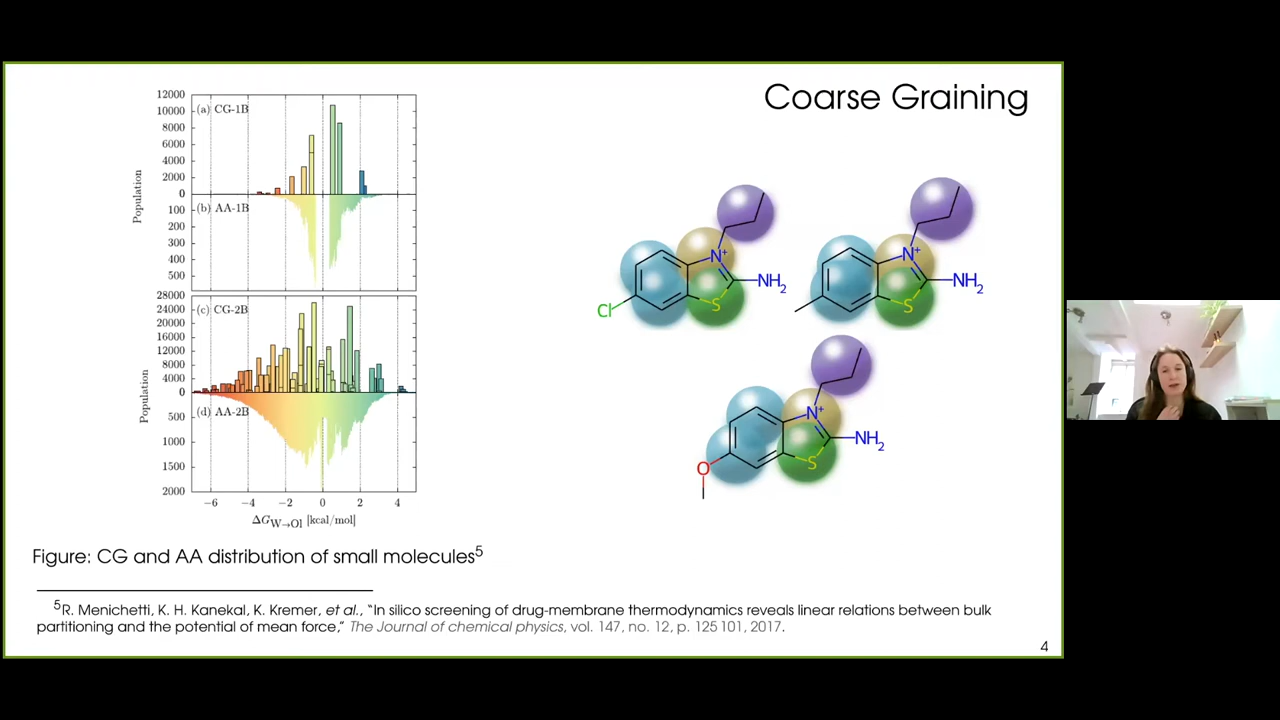 Coarse Graining
12000
10000
8000
6000
4000
2000
0
(a) CG-1B
Population
(b) AA-1B
100
200
300
400
500
28000
24000
20000
16000
12000
8000
4000
0
(c) CG-2B
Population
(d) AA-2B
500
1000
1500
2000
−6 −4 −2 0 2 4
ΔG W→Ol [kcal/mol]
N+
NH2
S
Cl
N+
NH2
S
N+
NH2
S
O
Figure: CG and AA distribution of small molecules5
5R. Menichetti, K. H. Kanekal, K. Kremer, et al., “In silico screening of drug-membrane thermodynamics reveals linear relations between bulk
partitioning and the potential of mean force,” The Journal of chemical physics, vol. 147, no. 12, p. 125 101, 2017.
4